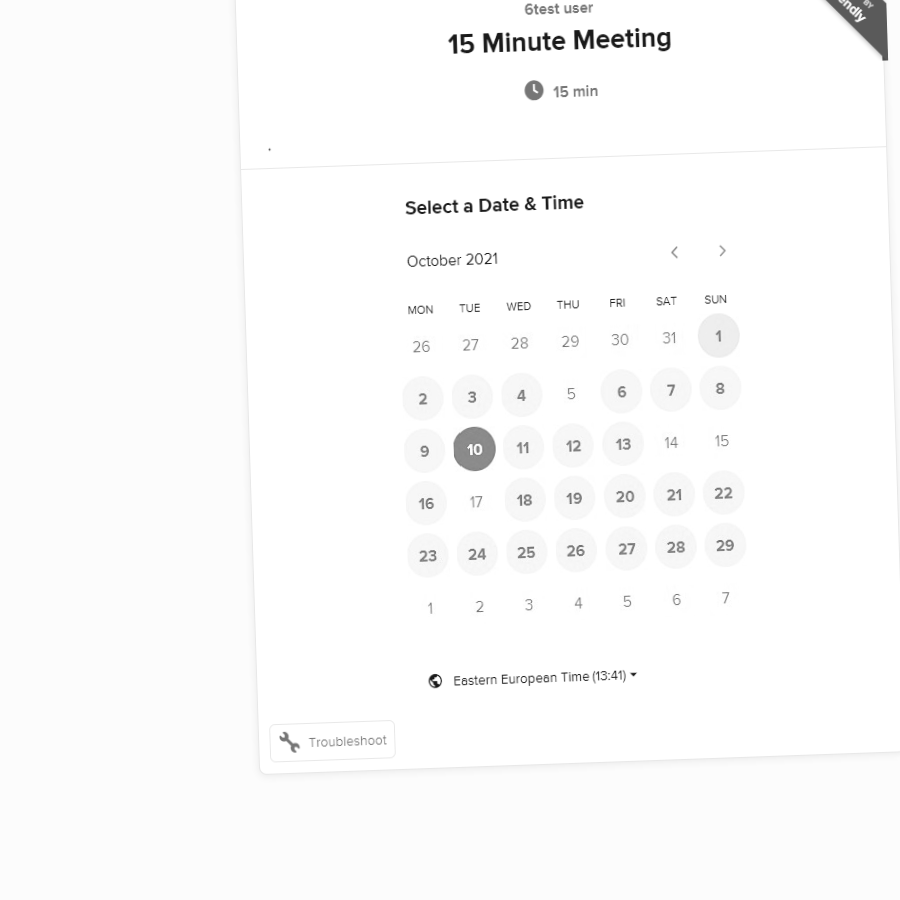 6test user
15 Minute Meeting
15 min
.
Select a Date & Time
October 2021
MON TUE WED THU FRI SAT SUN
26 27 28 29 30 31 1
2 3 4 5 6 7 8
9 10 11 12 13 14 15
16 17 18 19 20 21 22
23 24 25 26 27 28 29
1 2 3 4 5 6 7
Eastern European Time (13:41)
Troubleshoot